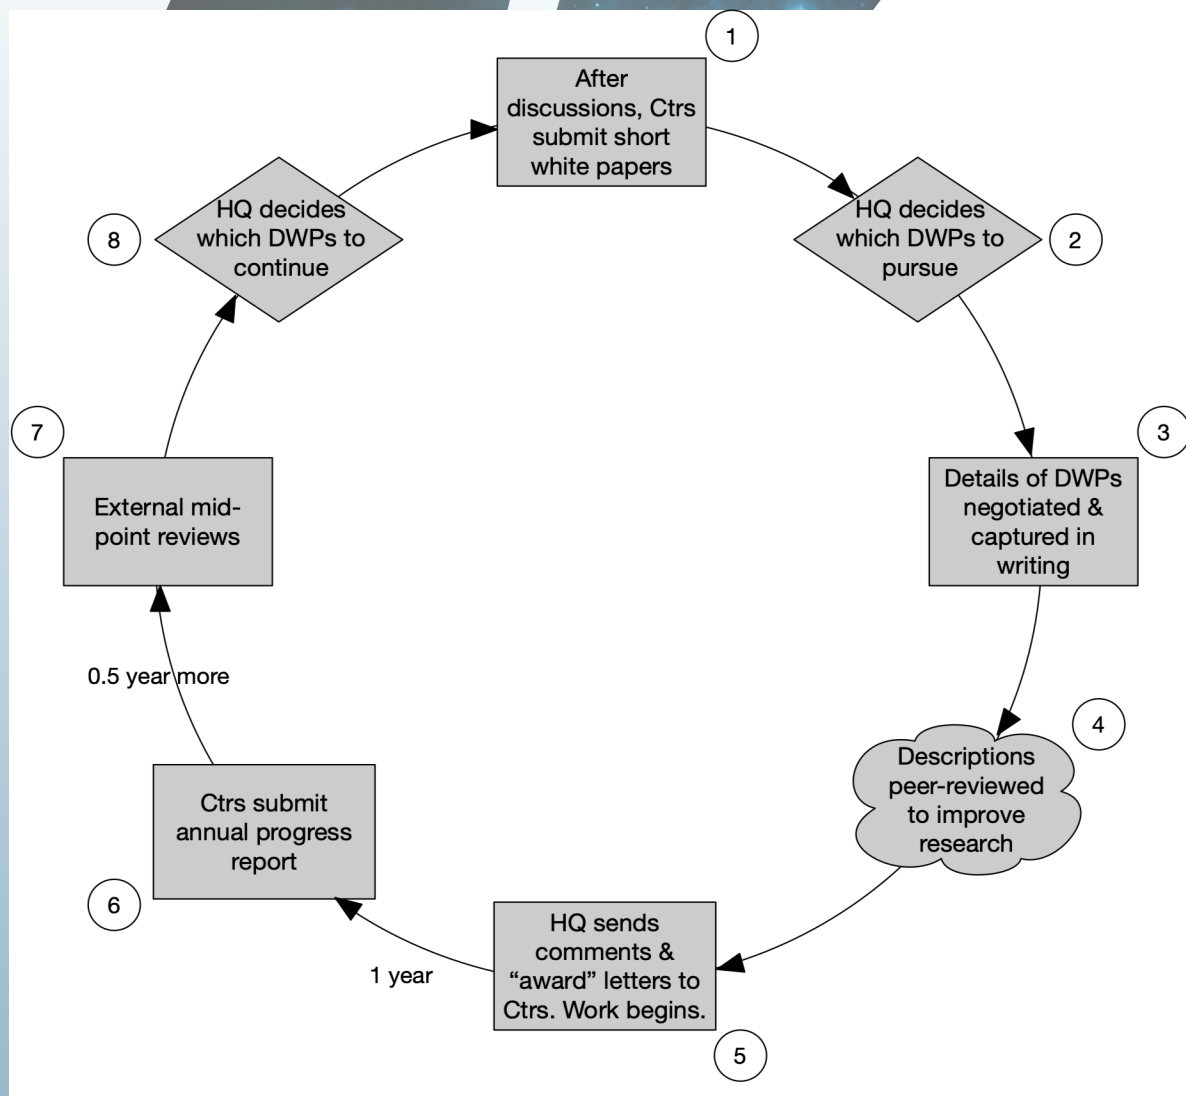 1
After
discussions, Ctrs
submit short
white papers
HQ decides
which DWPs to
pursue
2
3
Details of DWPs
negotiated &
captured in
writing
4
Descriptions
peer-reviewed
to improve
research
HQ sends
comments &
“award” letters to
Ctrs. Work begins.
5
1 year
Ctrs submit
annual progress
report
6
0.5 year more
7
External mid-
point reviews
8
HQ decides
which DWPs to
continue